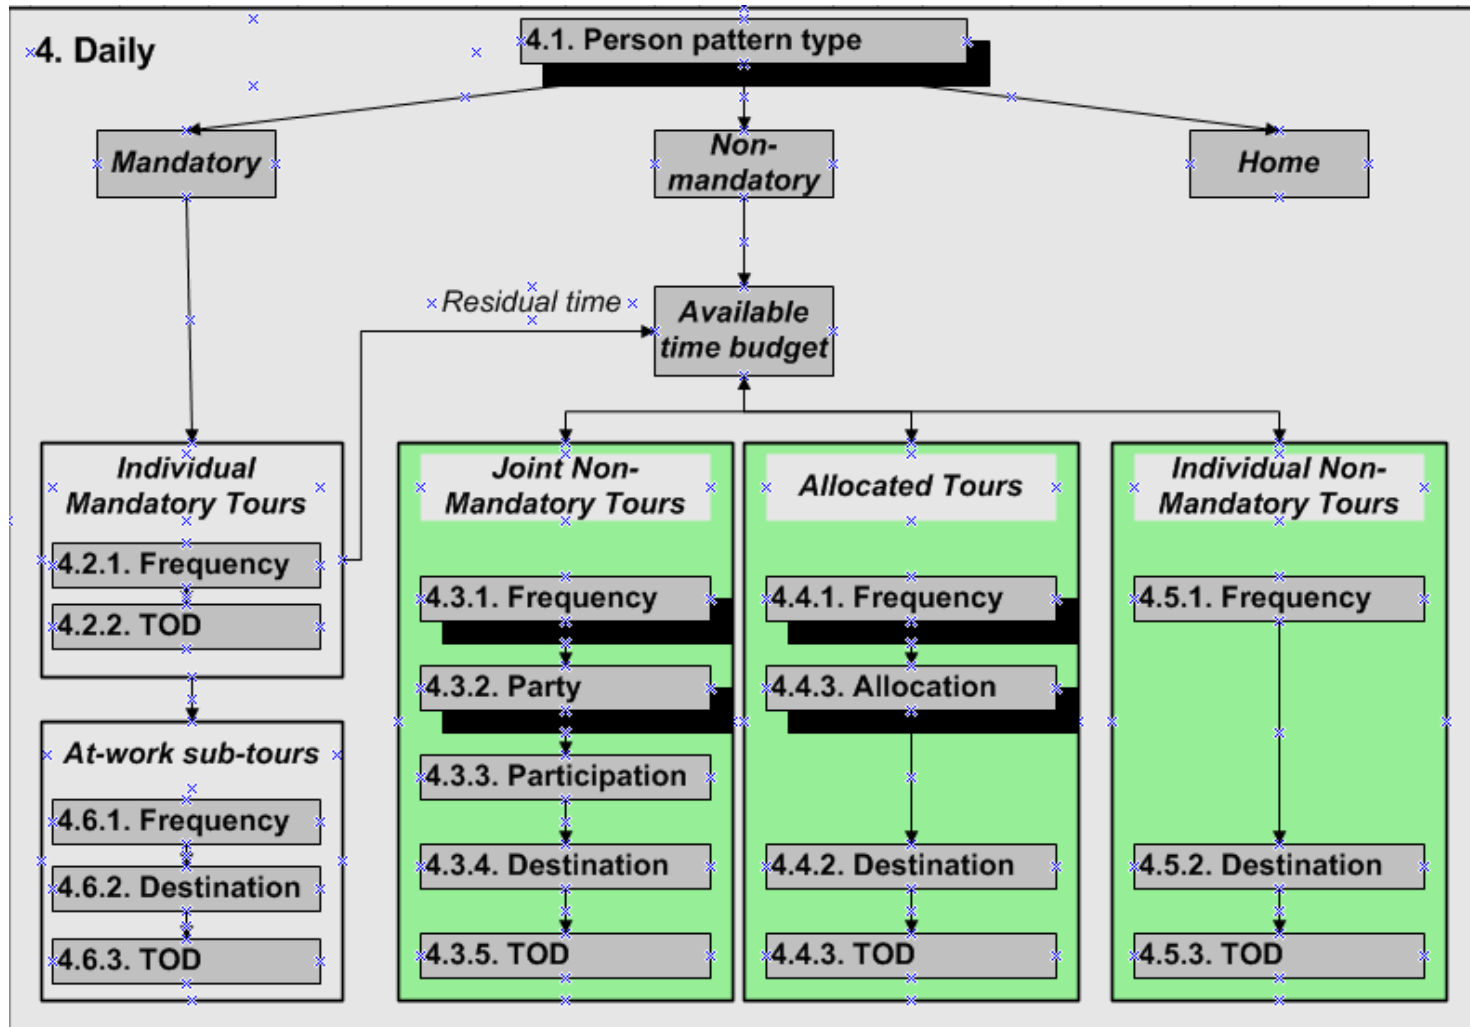 4. Daily
4.1. Person pattern type
Mandatory
Non-
mandatory
Home
Residual time
Available
time budget
Individual
Mandatory Tours
4.2.1. Frequency
4.2.2. TOD
At-work sub-tours
4.6.1. Frequency
4.6.2. Destination
4.6.3. TOD
Joint Non-
Mandatory Tours
4.3.1. Frequency
4.3.2. Party
4.3.3. Participation
4.3.4. Destination
4.3.5. TOD
Allocated Tours
4.4.1. Frequency
4.4.3. Allocation
4.4.2. Destination
4.4.3. TOD
Individual Non-
Mandatory Tours
4.5.1. Frequency
4.5.2. Destination
4.5.3. TOD